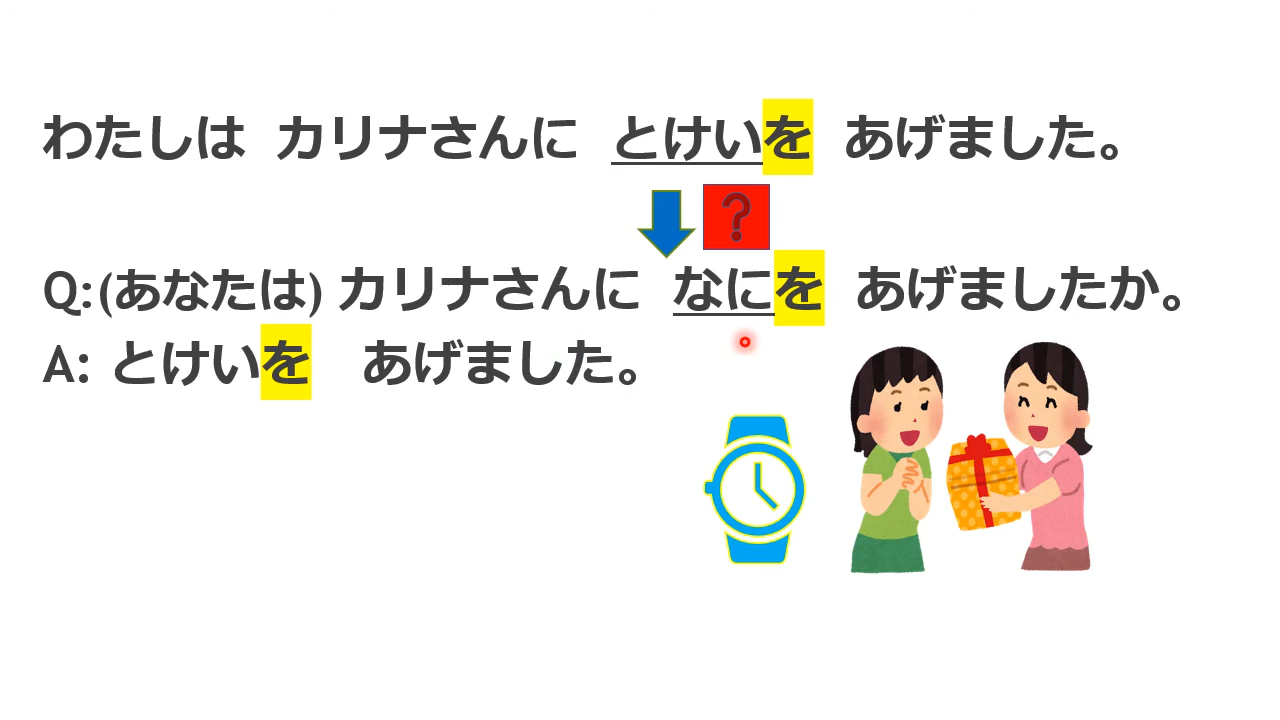 わたしは カリナさんに とけいを あげました。
?
Q:(あなたは) カリナさんに なにを あげましたか。
A: とけいを あげました。